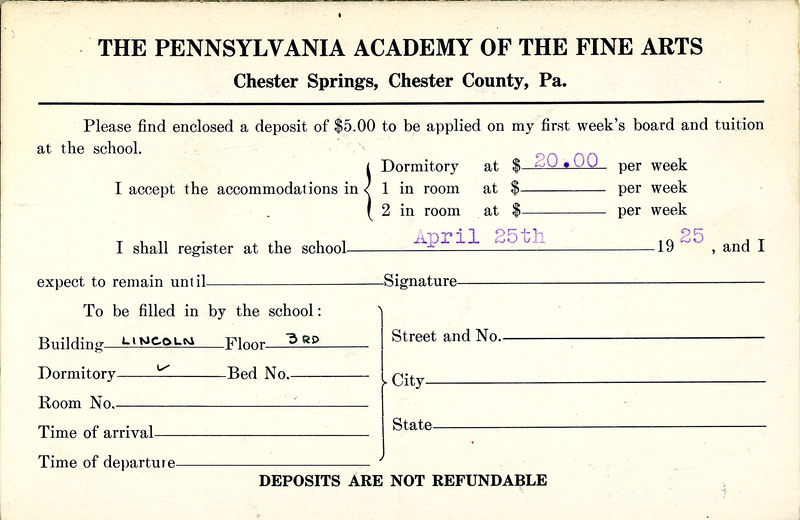 THE PENNSYLVANIA ACADEMY OF THE FINE ARTS
Chester Springs, Chester County, Pa.
Please find enclosed a deposit of $5.00 to be applied on my first week's board and tuition
at the school.
I accept the accommodations in
Dormitory at $ 20.00 per week
1 in room at $ per week
2 in room at $ per week
I shall register at the school April 25th 1925, and I
expect to remain until Signature
To be filled in by the school:
Building LINCOLN Floor 3RD
Dormitory ✓ Bed No.
Room No.
Time of arrival
Time of departure
Street and No.
City
State
DEPOSITS ARE NOT REFUNDABLE